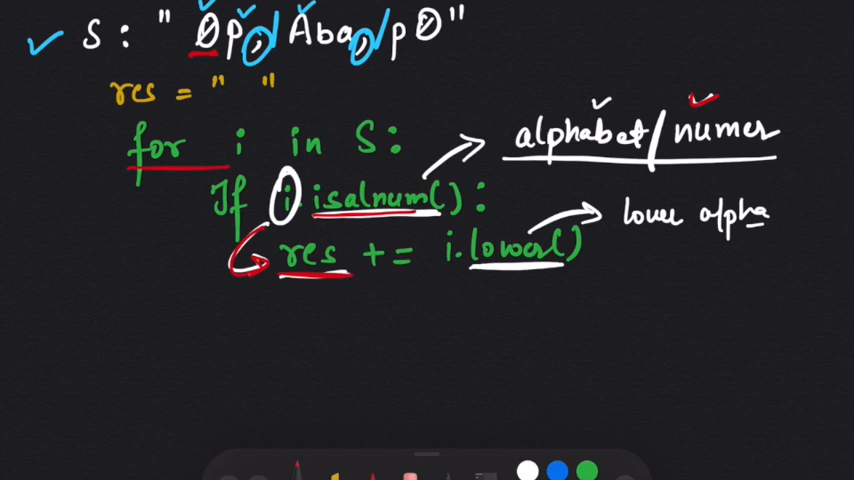 S : " 0p,/Aba,/p0"
res = " "
for i in S: alphabet/numer
If i.isalnum(): lower alpha
res += i.lower()